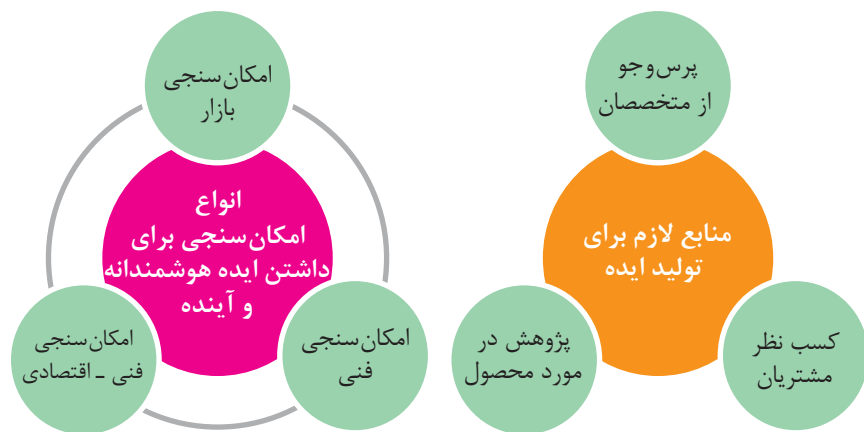 پرس‌وجو
از متخصصان
منابع لازم برای
تولید ایده
کسب نظر
مشتریان
پژوهش در
مورد محصول
امکان‌سنجی
بازار
انواع
امکان‌سنجی برای
داشتن ایده هوشمندانه
و آینده
امکان‌سنجی
فنی
امکان‌سنجی
فنی ـ اقتصادی